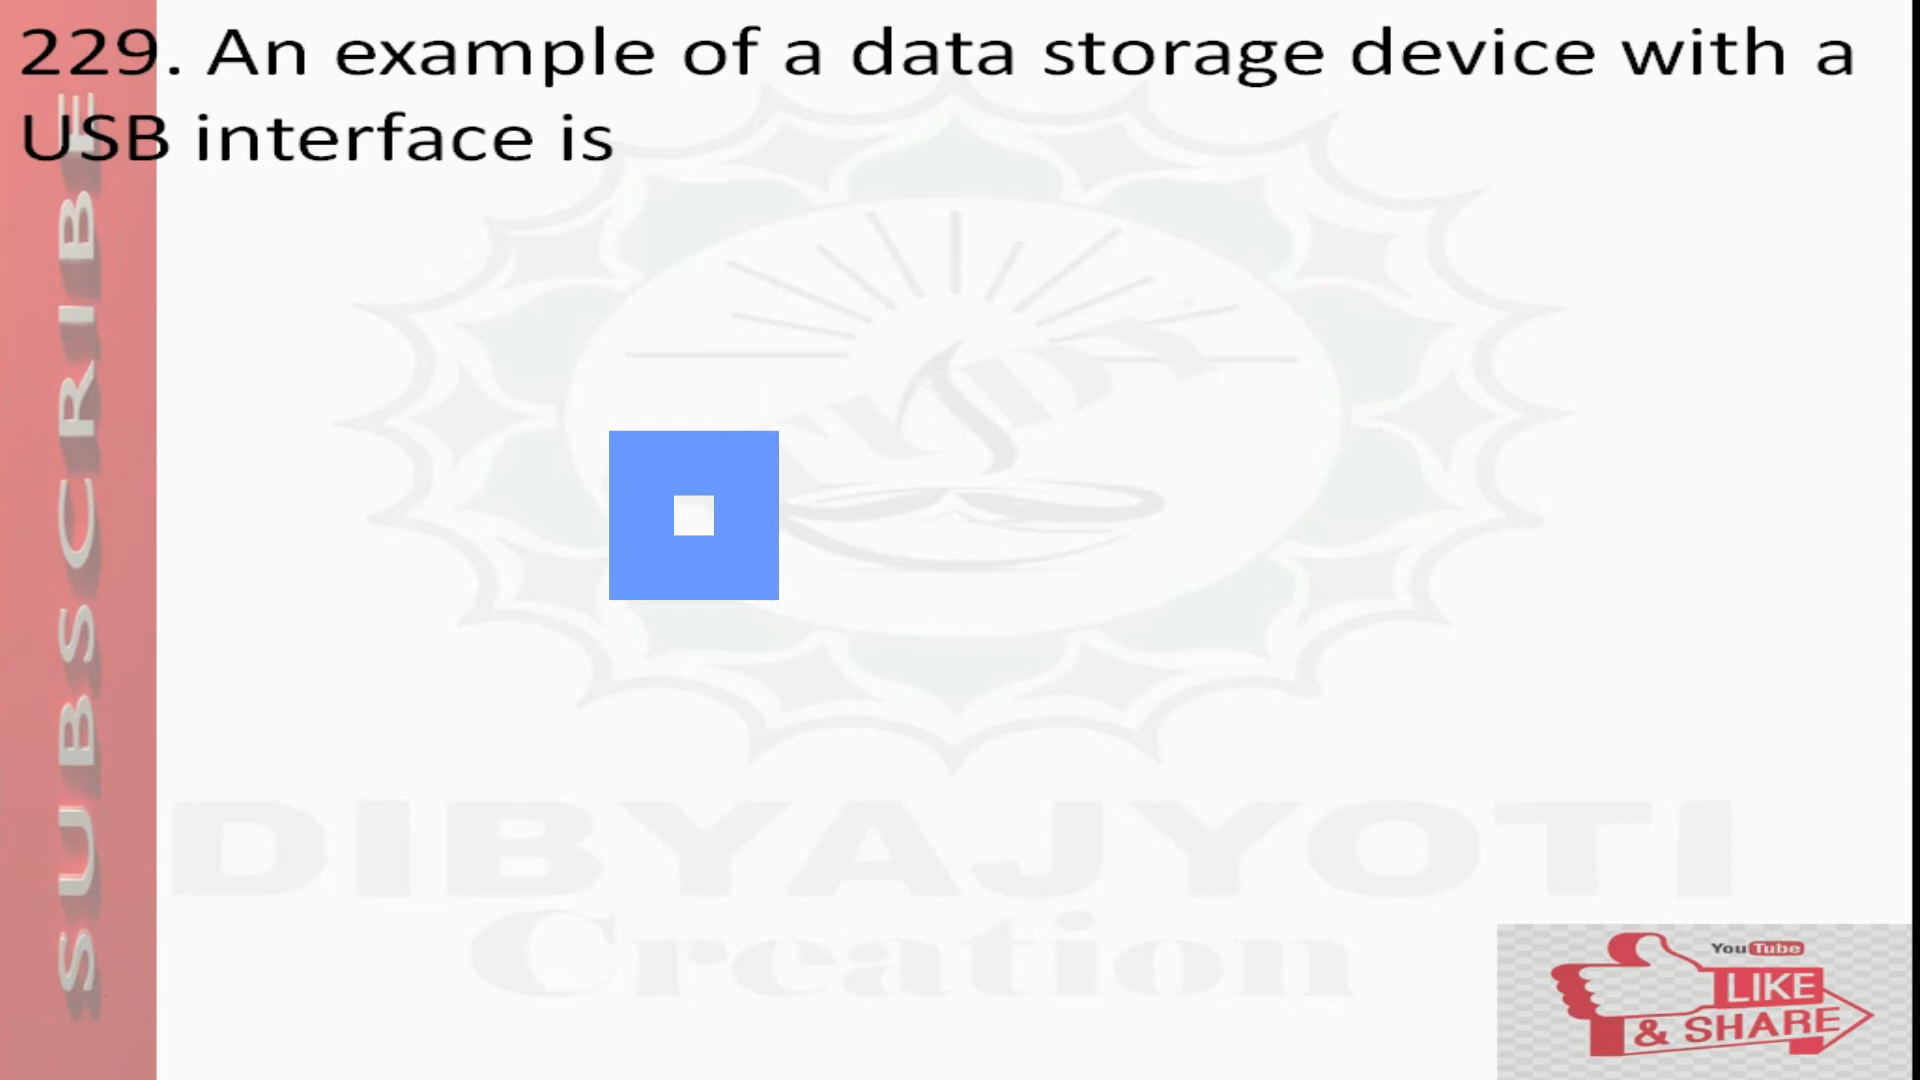 229. An example of a data storage device with a
USB interface is
SUBSCRIBE
DIBYAJYOTI
Creation
YouTube
LIKE
& SHARE